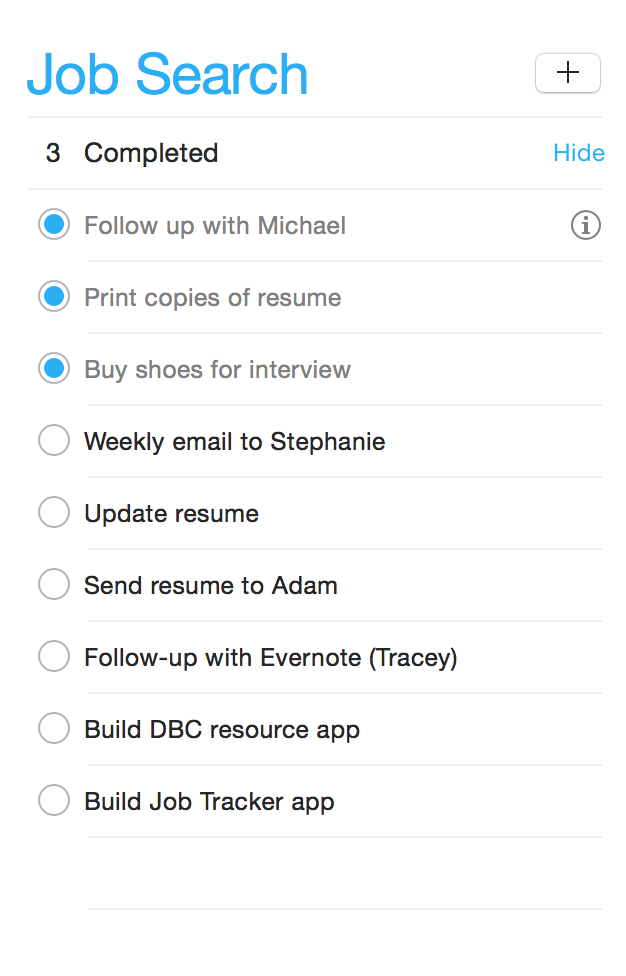 Job Search
+
3 Completed Hide
Follow up with Michael
Print copies of resume
Buy shoes for interview
Weekly email to Stephanie
Update resume
Send resume to Adam
Follow-up with Evernote (Tracey)
Build DBC resource app
Build Job Tracker app